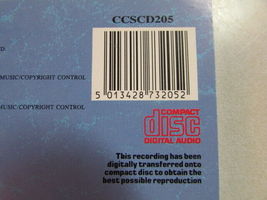 CCSCD205
D
MUSIC/COPYRIGHT CONTROL
5 013428 732052
MUSIC/COPYRIGHT CONTROL
COMPACT
disc
DIGITAL AUDIO
This recording has been
digitally transferred onto
compact disc to obtain the
best possible reproduction